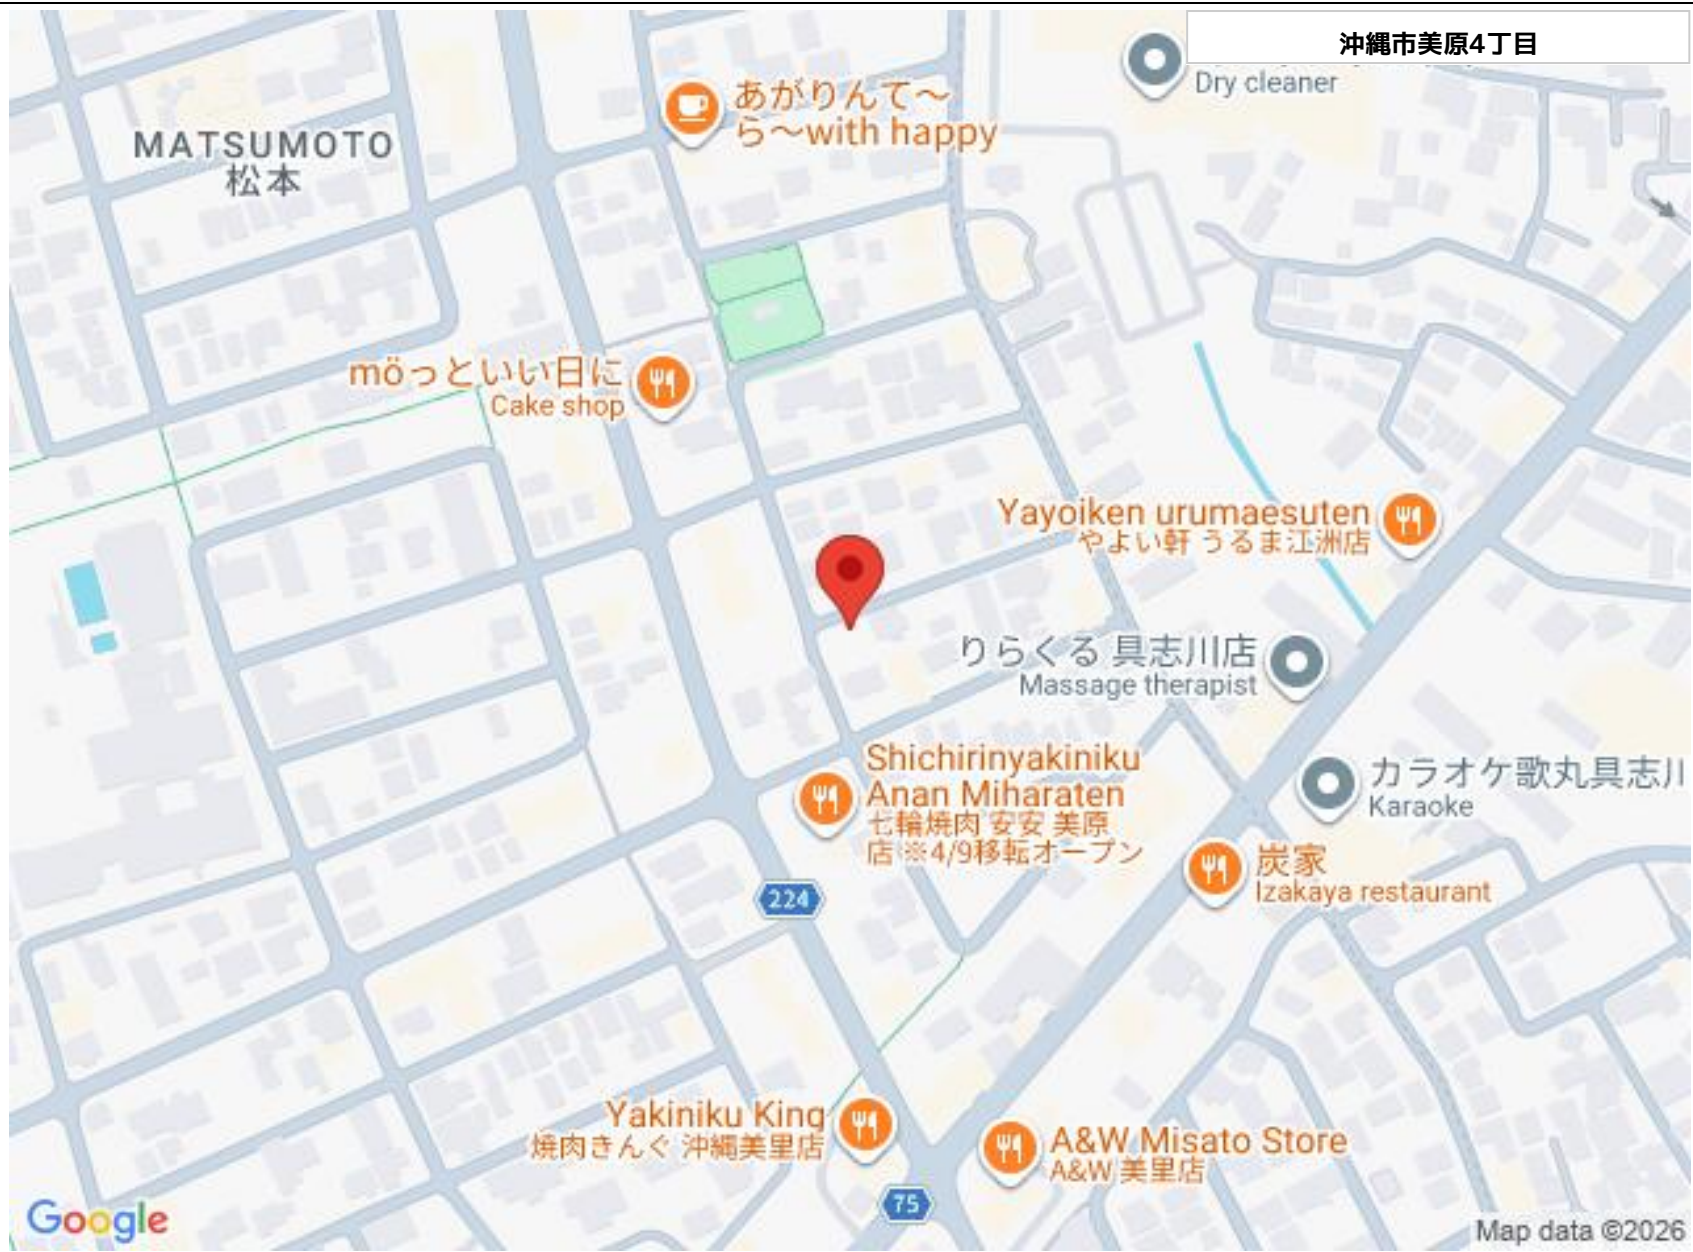 沖縄市美原4丁目
Dry cleaner
あがりんて～
ら～with happy
MATSUMOTO
松本
möっといい日に
Cake shop
Yayoiken urumaesuten
やよい軒 うるま江洲店
りらくる 具志川店
Massage therapist
Shichirinyakiniku
Anan Miharaten
七輪焼肉 安安 美原
店 ※4/9移転オープン
カラオケ歌丸具志川
Karaoke
炭家
Izakaya restaurant
224
Yakiniku King
焼肉きんぐ 沖縄美里店
A&W Misato Store
A&W 美里店
75
Google
Map data ©2026